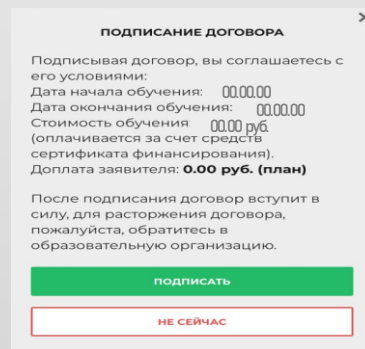 ПОДПИСАНИЕ ДОГОВОРА
Подписывая договор, вы соглашаетесь с
его условиями:
Дата начала обучения: 00.00.00
Дата окончания обучения: 00.00.00
Стоимость обучения 00.00 руб.
(оплачивается за счет средств
сертификата финансирования).
Доплата заявителя: 0.00 руб. (план)
После подписания договор вступит в
силу, для расторжения договора,
пожалуйста, обратитесь в
образовательную организацию.
ПОДПИСАТЬ
НЕ СЕЙЧАС